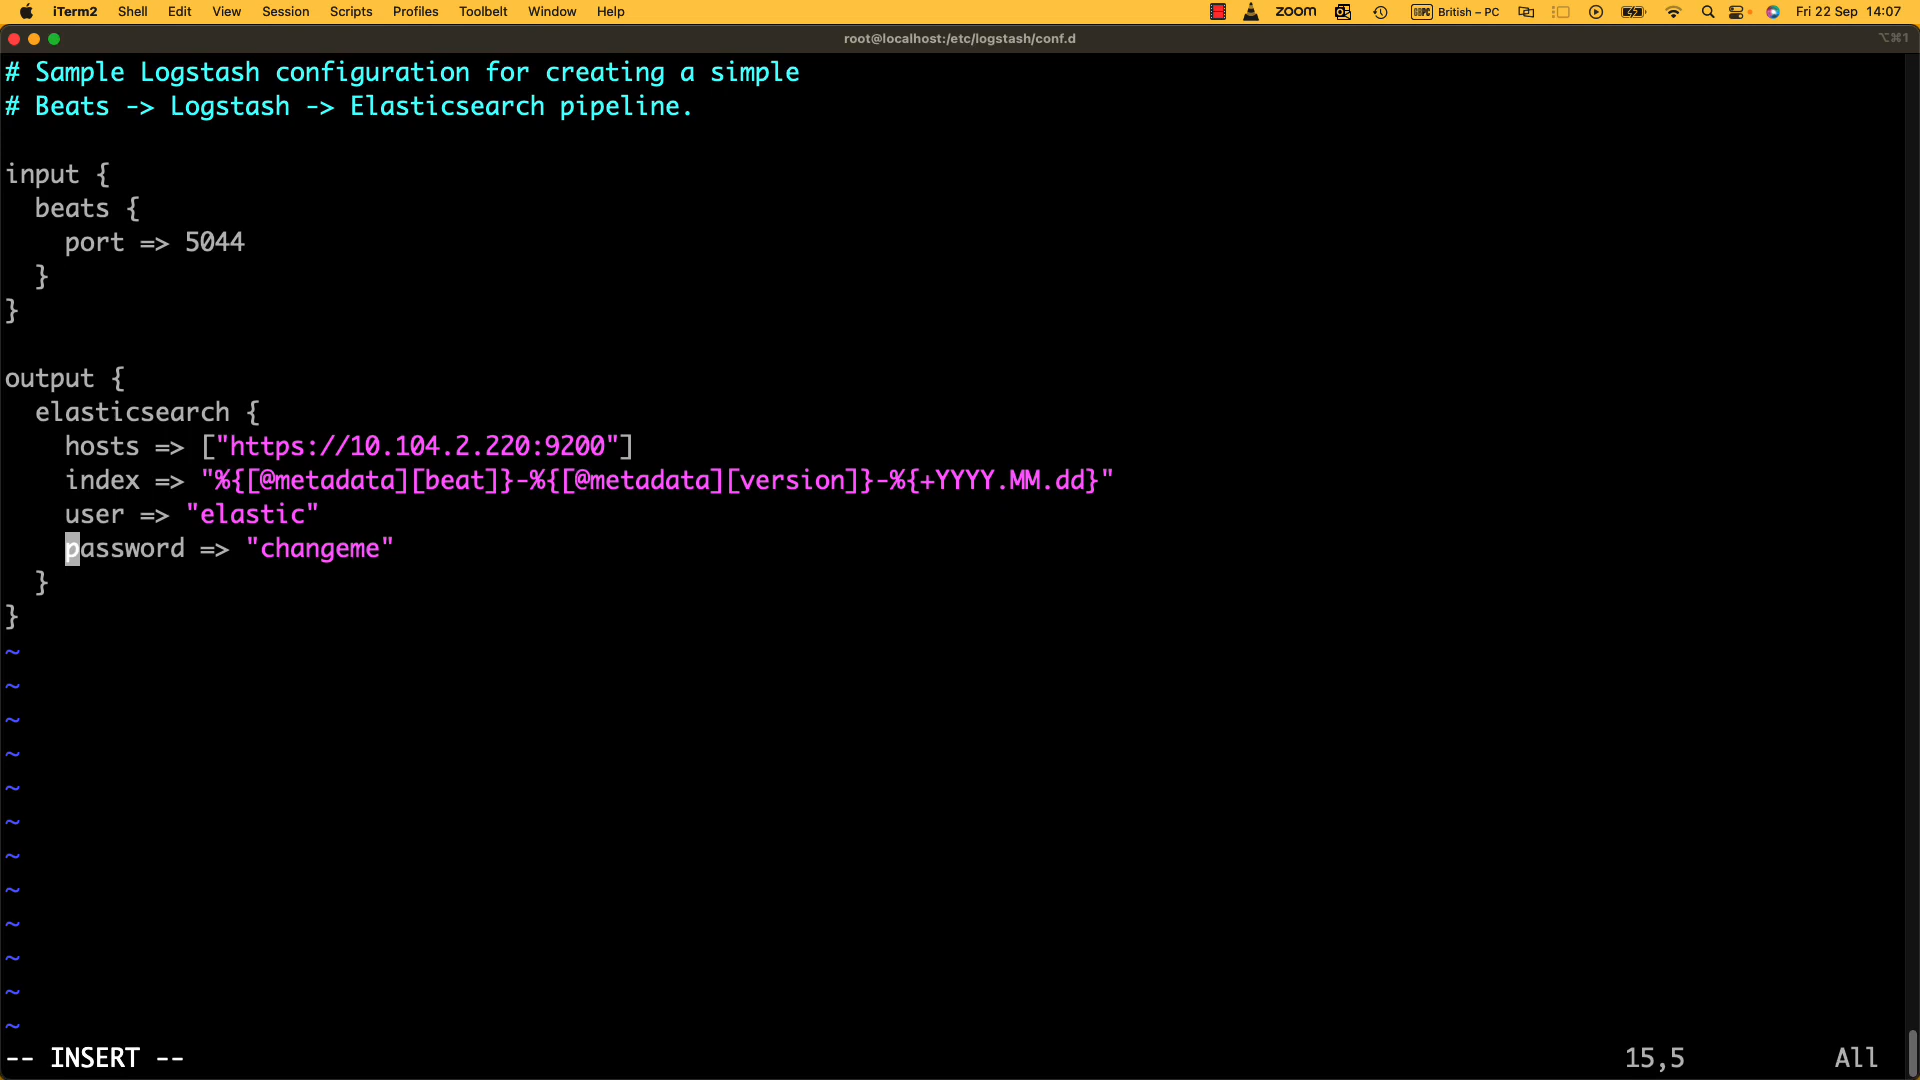 iTerm2 Shell Edit View Session Scripts Profiles Toolbelt Window Help zoom GBPC British – PC Fri 22 Sep 14:07
root@localhost:/etc/logstash/conf.d ⌥⌘1
# Sample Logstash configuration for creating a simple
# Beats -> Logstash -> Elasticsearch pipeline.
input {
  beats {
    port => 5044
  }
}
output {
  elasticsearch {
    hosts => ["https://10.104.2.220:9200"]
    index => "%{[@metadata][beat]}-%{[@metadata][version]}-%{+YYYY.MM.dd}"
    user => "elastic"
    password => "changeme"
  }
}
~
~
~
~
~
~
~
~
~
~
~
~
-- INSERT -- 15,5 All